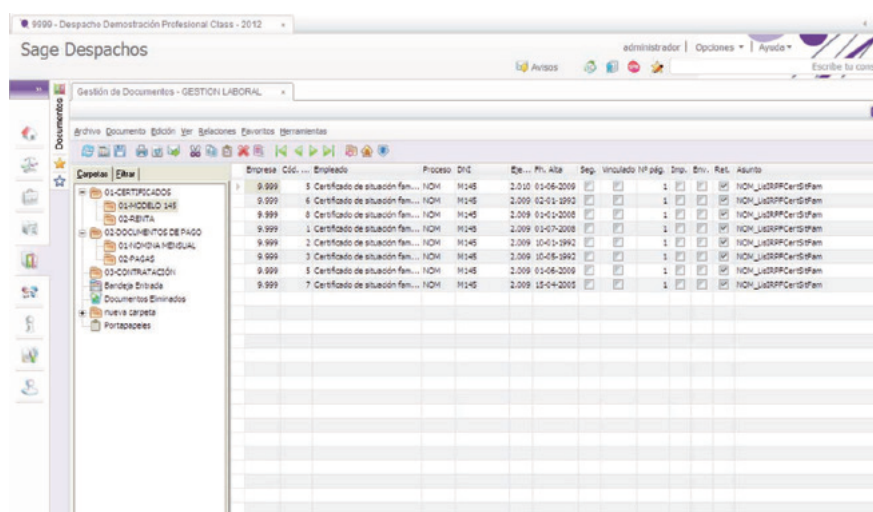 9999 - Despacho Demostración Profesional Class - 2012
Sage Despachos
administrador | Opciones | Ayuda
Avisos
Escribe tu cons
Gestión de Documentos - GESTION LABORAL
Documentos
Archivo Documento Edición Ver Relaciones Favoritos Herramientas
Carpetas Filtrar
01-CERTIFICADOS
01-MODELO 145
02-RENTA
02-DOCUMENTOS DE PAGO
01-NOMINA MENSUAL
02-PAGAS
03-CONTRATACIÓN
Bandeja Entrada
Documentos Eliminados
nueva carpeta
Portapapeles
Empresa Cód. ... Empleado Proceso DNI Eje... Fh. Alta Seg. Vinculado Nº pág. Imp. Env. Ret. Asunto
9.999 5 Certificado de situación fam... NOM M145 2.010 01-06-2009 1 NOM_LisIRPFCertSitFam
9.999 6 Certificado de situación fam... NOM M145 2.009 02-01-1992 1 NOM_LisIRPFCertSitFam
9.999 8 Certificado de situación fam... NOM M145 2.009 01-01-2008 1 NOM_LisIRPFCertSitFam
9.999 1 Certificado de situación fam... NOM M145 2.009 01-07-2008 1 NOM_LisIRPFCertSitFam
9.999 2 Certificado de situación fam... NOM M145 2.009 10-01-1992 1 NOM_LisIRPFCertSitFam
9.999 3 Certificado de situación fam... NOM M145 2.009 10-05-1992 1 NOM_LisIRPFCertSitFam
9.999 5 Certificado de situación fam... NOM M145 2.009 01-06-2009 1 NOM_LisIRPFCertSitFam
9.999 7 Certificado de situación fam... NOM M145 2.009 15-04-2005 1 NOM_LisIRPFCertSitFam